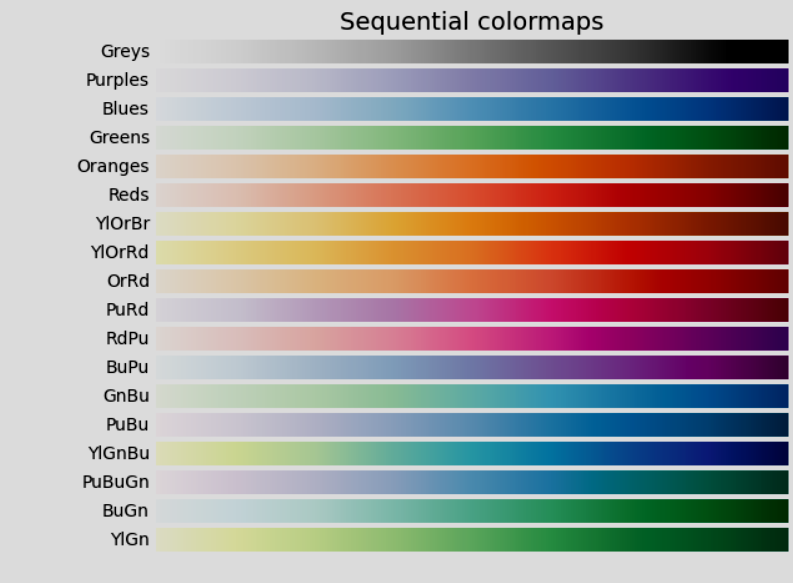 Sequential colormaps
Greys
Purples
Blues
Greens
Oranges
Reds
YlOrBr
YlOrRd
OrRd
PuRd
RdPu
BuPu
GnBu
PuBu
YlGnBu
PuBuGn
BuGn
YlGn